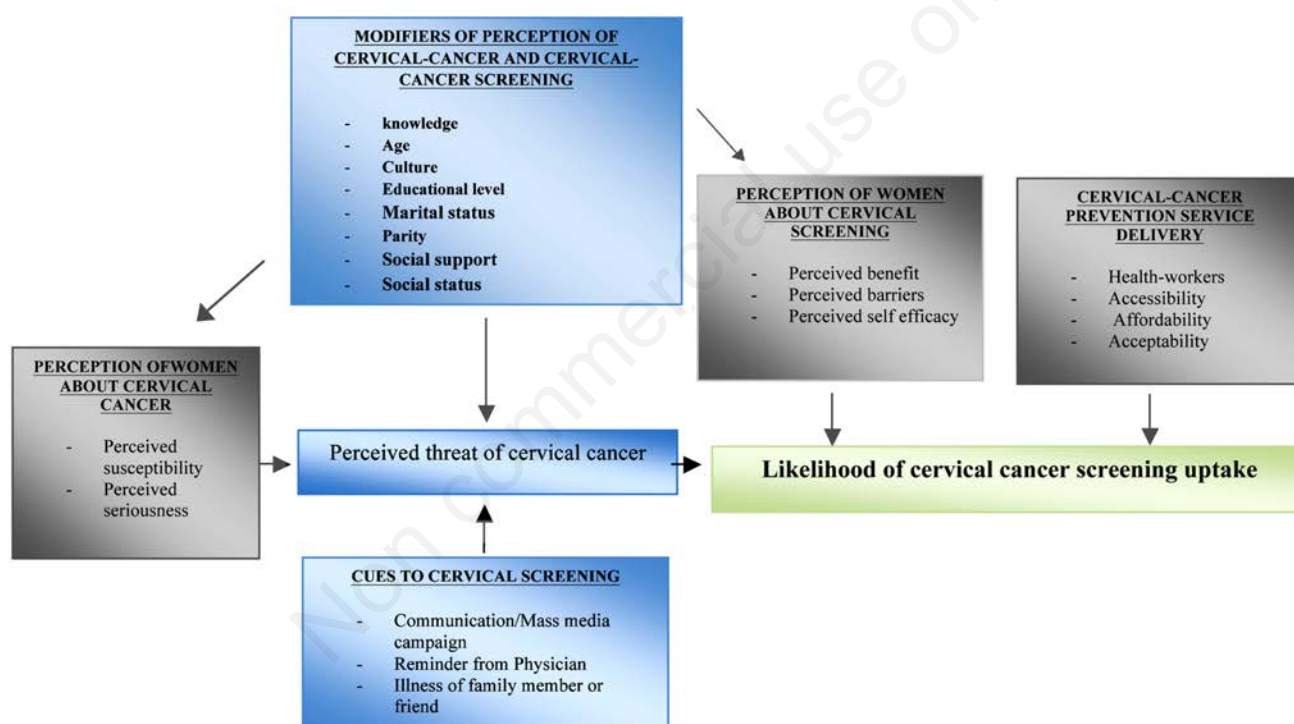 MODIFIERS OF PERCEPTION OF
CERVICAL-CANCER AND CERVICAL-
CANCER SCREENING
- knowledge
- Age
- Culture
- Educational level
- Marital status
- Parity
- Social support
- Social status
PERCEPTION OF WOMEN
ABOUT CERVICAL
SCREENING
- Perceived benefit
- Perceived barriers
- Perceived self efficacy
CERVICAL-CANCER
PREVENTION SERVICE
DELIVERY
- Health-workers
- Accessibility
- Affordability
- Acceptability
PERCEPTION OFWOMEN
ABOUT CERVICAL
CANCER
- Perceived
susceptibility
- Perceived
seriousness
Perceived threat of cervical cancer
Likelihood of cervical cancer screening uptake
CUES TO CERVICAL SCREENING
- Communication/Mass media
campaign
- Reminder from Physician
- Illness of family member or
friend
Non commercial use on